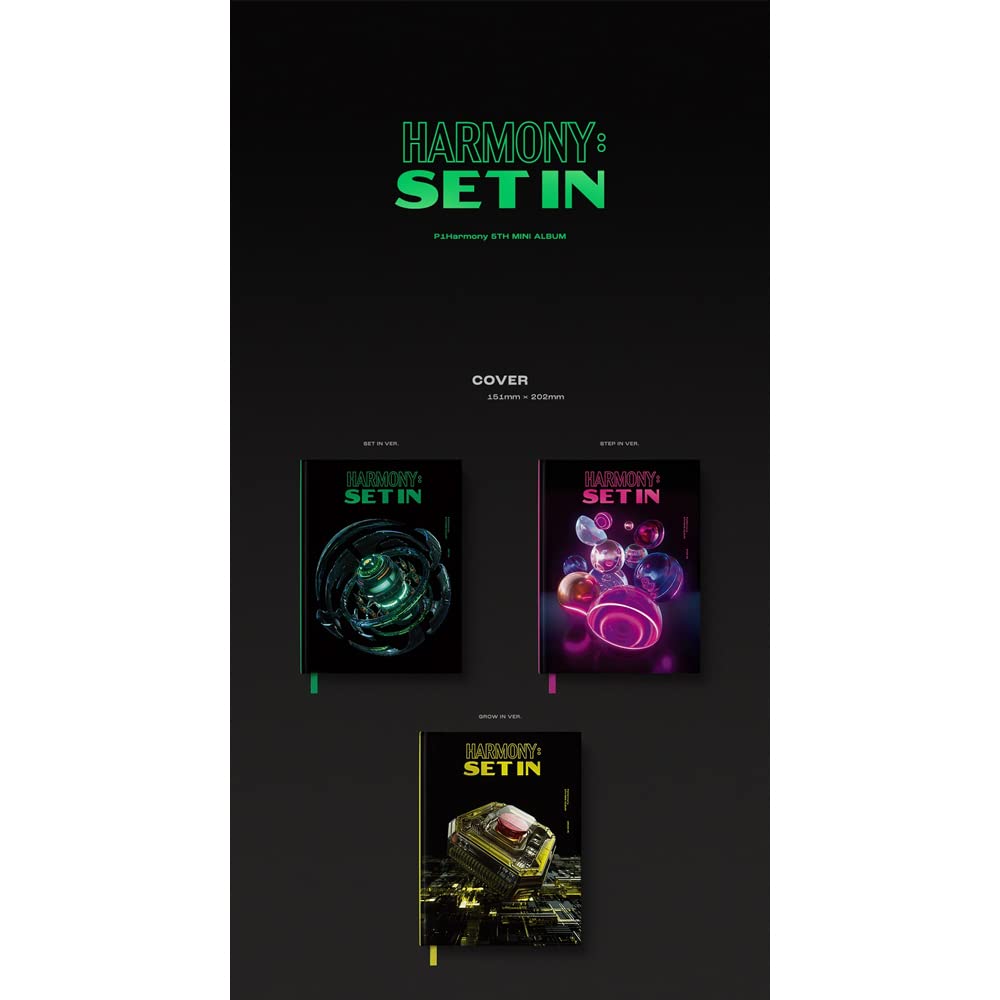 HARMONY:
SET IN
P1Harmony 5TH MINI ALBUM
COVER
151mm × 202mm
SET IN VER.
STEP IN VER.
HARMONY:
SET IN
HARMONY:
SET IN
GROW IN VER.
HARMONY:
SET IN